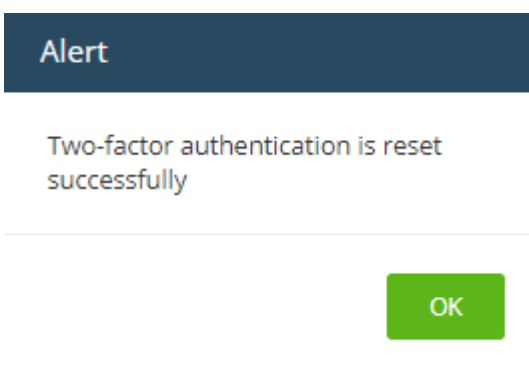 Alert
Two-factor authentication is reset
successfully
OK